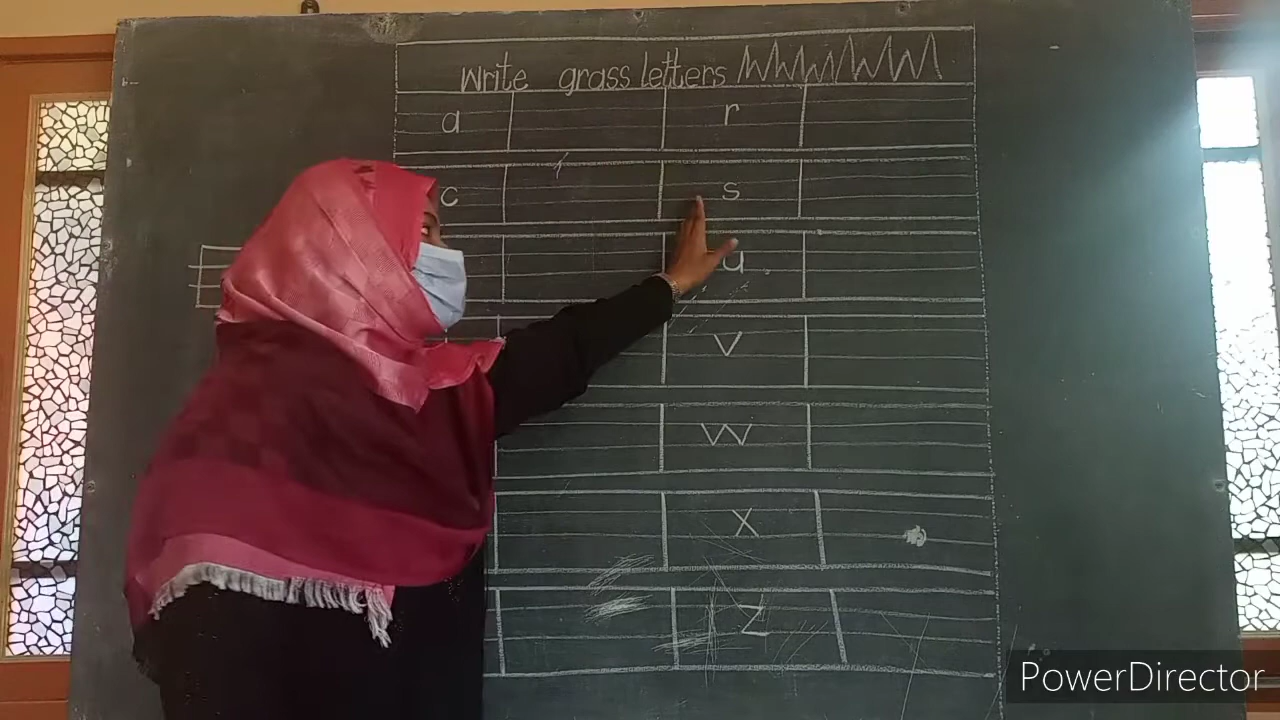 Write grass letters
a r
c s
u
v
w
x
z
PowerDirector